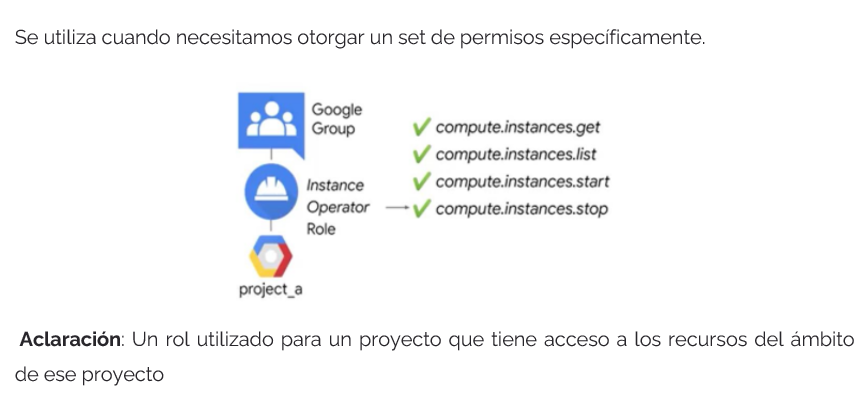 Se utiliza cuando necesitamos otorgar un set de permisos específicamente.
Google
Group
Instance
Operator
Role
project_a
✔ compute.instances.get
✔ compute.instances.list
✔ compute.instances.start
✔ compute.instances.stop
Aclaración: Un rol utilizado para un proyecto que tiene acceso a los recursos del ámbito
de ese proyecto